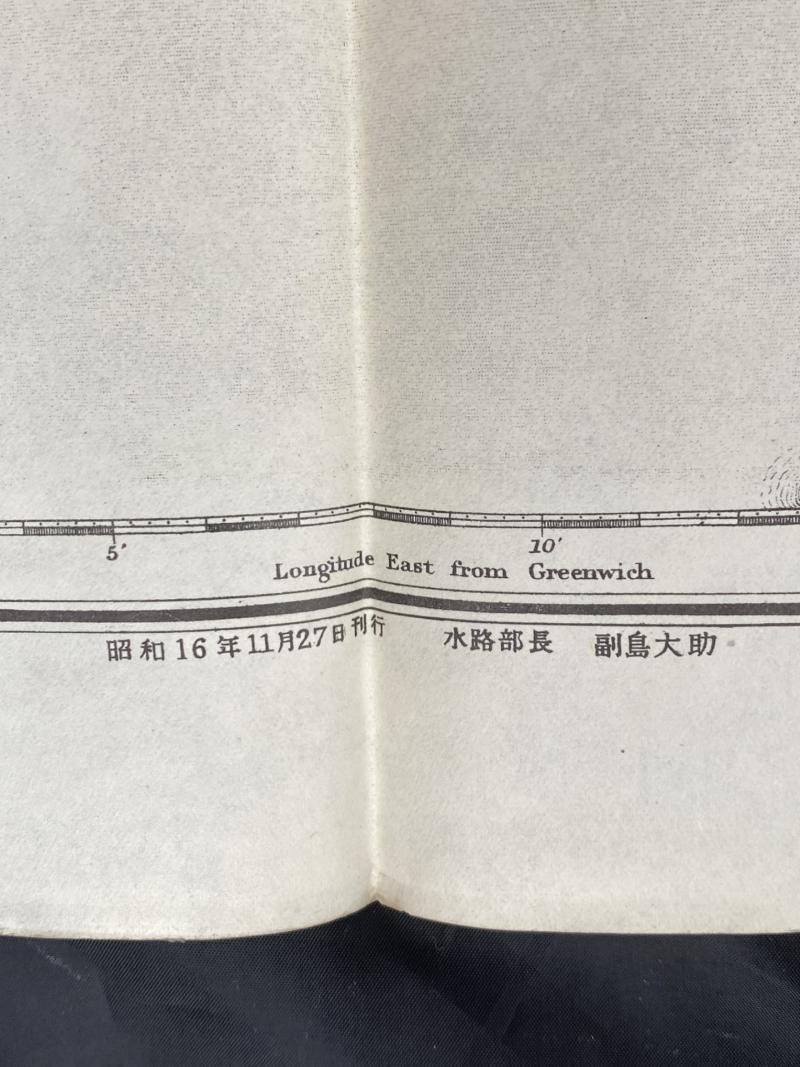 5′ 10′
Longitude East from Greenwich
昭和16年11月27日刊行 水路部長 副島大助